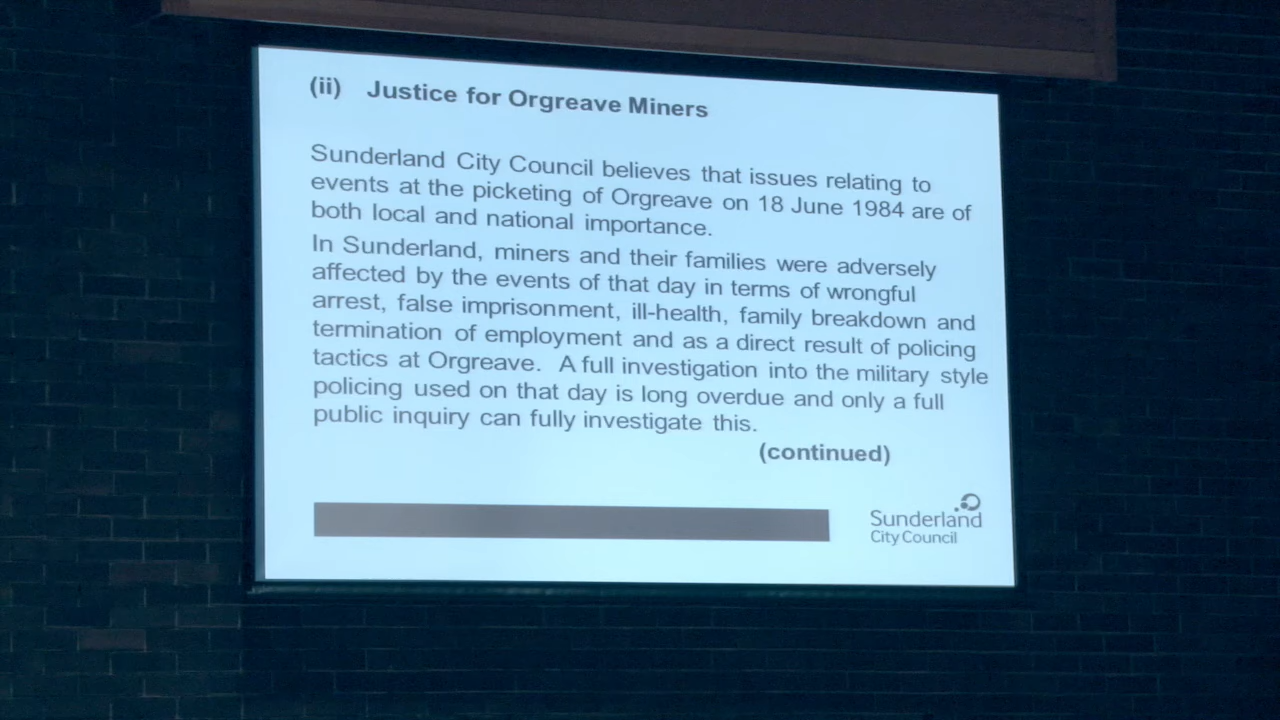 (ii) Justice for Orgreave Miners
Sunderland City Council believes that issues relating to
events at the picketing of Orgreave on 18 June 1984 are of
both local and national importance.
In Sunderland, miners and their families were adversely
affected by the events of that day in terms of wrongful
arrest, false imprisonment, ill-health, family breakdown and
termination of employment and as a direct result of policing
tactics at Orgreave. A full investigation into the military style
policing used on that day is long overdue and only a full
public inquiry can fully investigate this.
(continued)
Sunderland
City Council